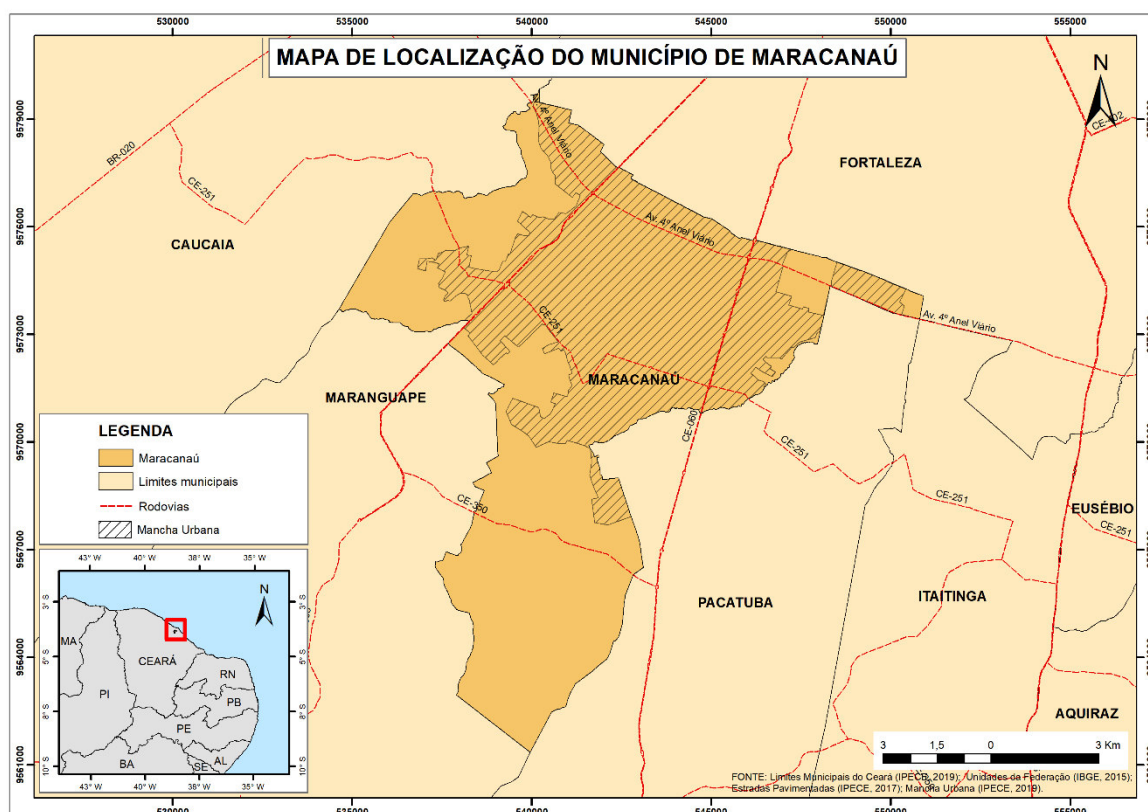 530000 535000 540000 545000 550000 555000
MAPA DE LOCALIZAÇÃO DO MUNICÍPIO DE MARACANAÚ
N
9579000
Av. 4º Anel Viário
CE-402
BR-020
FORTALEZA
CE-251
9576000
CAUCAIA
Av. 4º Anel Viário
9573000
CE-251
Av. 4º Anel Viário
MARACANAÚ
MARANGUAPE
LEGENDA
Maracanaú
Limites municipais
Rodovias
Mancha Urbana
9570000
CE-060
CE-251
CE-350
CE-251
EUSÉBIO
CE-251
9567000
PACATUBA
ITAITINGA
9564000
AQUIRAZ
9561000
43° W 40° W 38° W 35° W
N
3° S
MA
CEARÁ
RN
PI
PB
8° S
PE
BA
SE
AL
10° S
43° W 40° W 38° W 35° W
3 1,5 0 3 Km
FONTE: Limites Municipais do Ceará (IPECE, 2019); Unidades da Federação (IBGE, 2015);
Estradas Pavimentadas (IPECE, 2017); Mancha Urbana (IPECE, 2019).
530000 535000 540000 545000 550000 555000